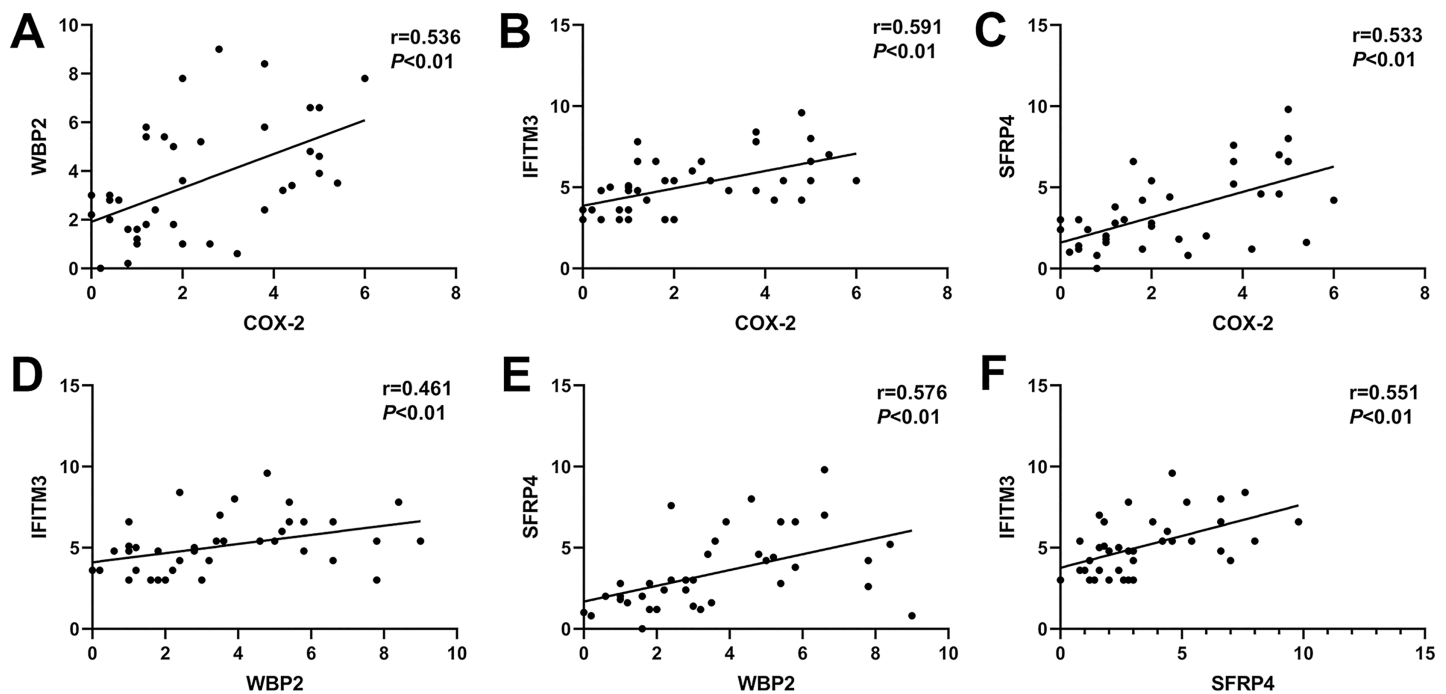 A
r=0.536
P<0.01
WBP2
10
8
6
4
2
0
0 2 4 6 8
COX-2
B
r=0.591
P<0.01
IFITM3
15
10
5
0
0 2 4 6 8
COX-2
C
r=0.533
P<0.01
SFRP4
15
10
5
0
0 2 4 6 8
COX-2
D
r=0.461
P<0.01
IFITM3
15
10
5
0
0 2 4 6 8 10
WBP2
E
r=0.576
P<0.01
SFRP4
15
10
5
0
0 2 4 6 8 10
WBP2
F
r=0.551
P<0.01
IFITM3
15
10
5
0
0 5 10 15
SFRP4